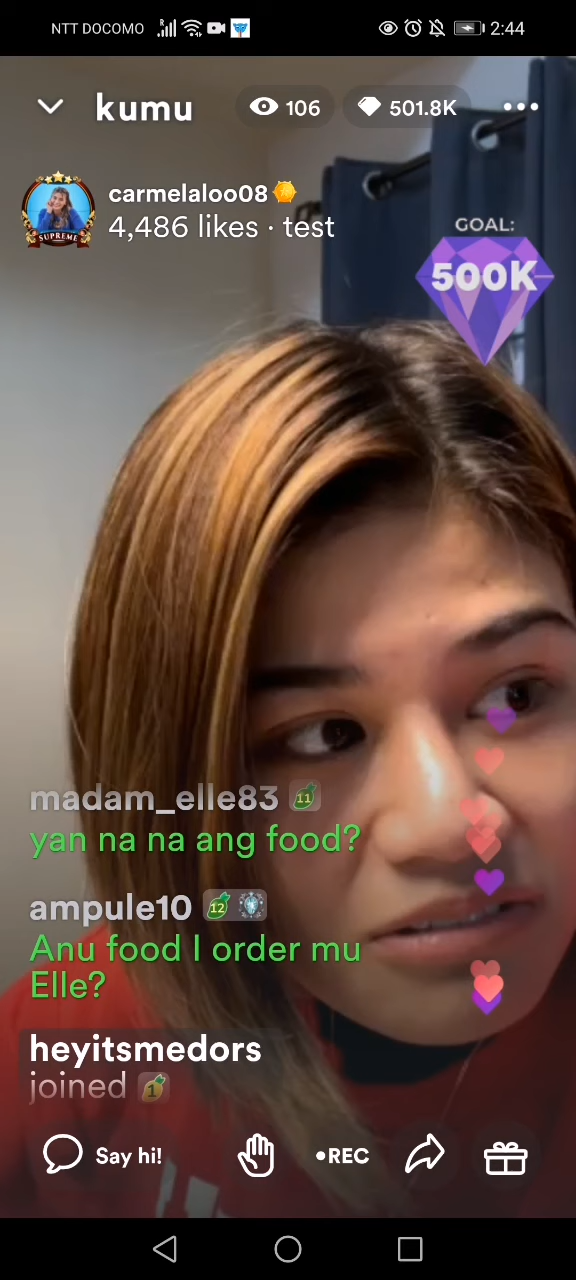 NTT DOCOMO
2:44
kumu
106
501.8K
carmelaloo08
4,486 likes · test
SUPREME
GOAL:
500K
madam_elle83 11
yan na na ang food?
ampule10 12
Anu food I order mu
Elle?
heyitsmedors
joined 1
Say hi!
•REC